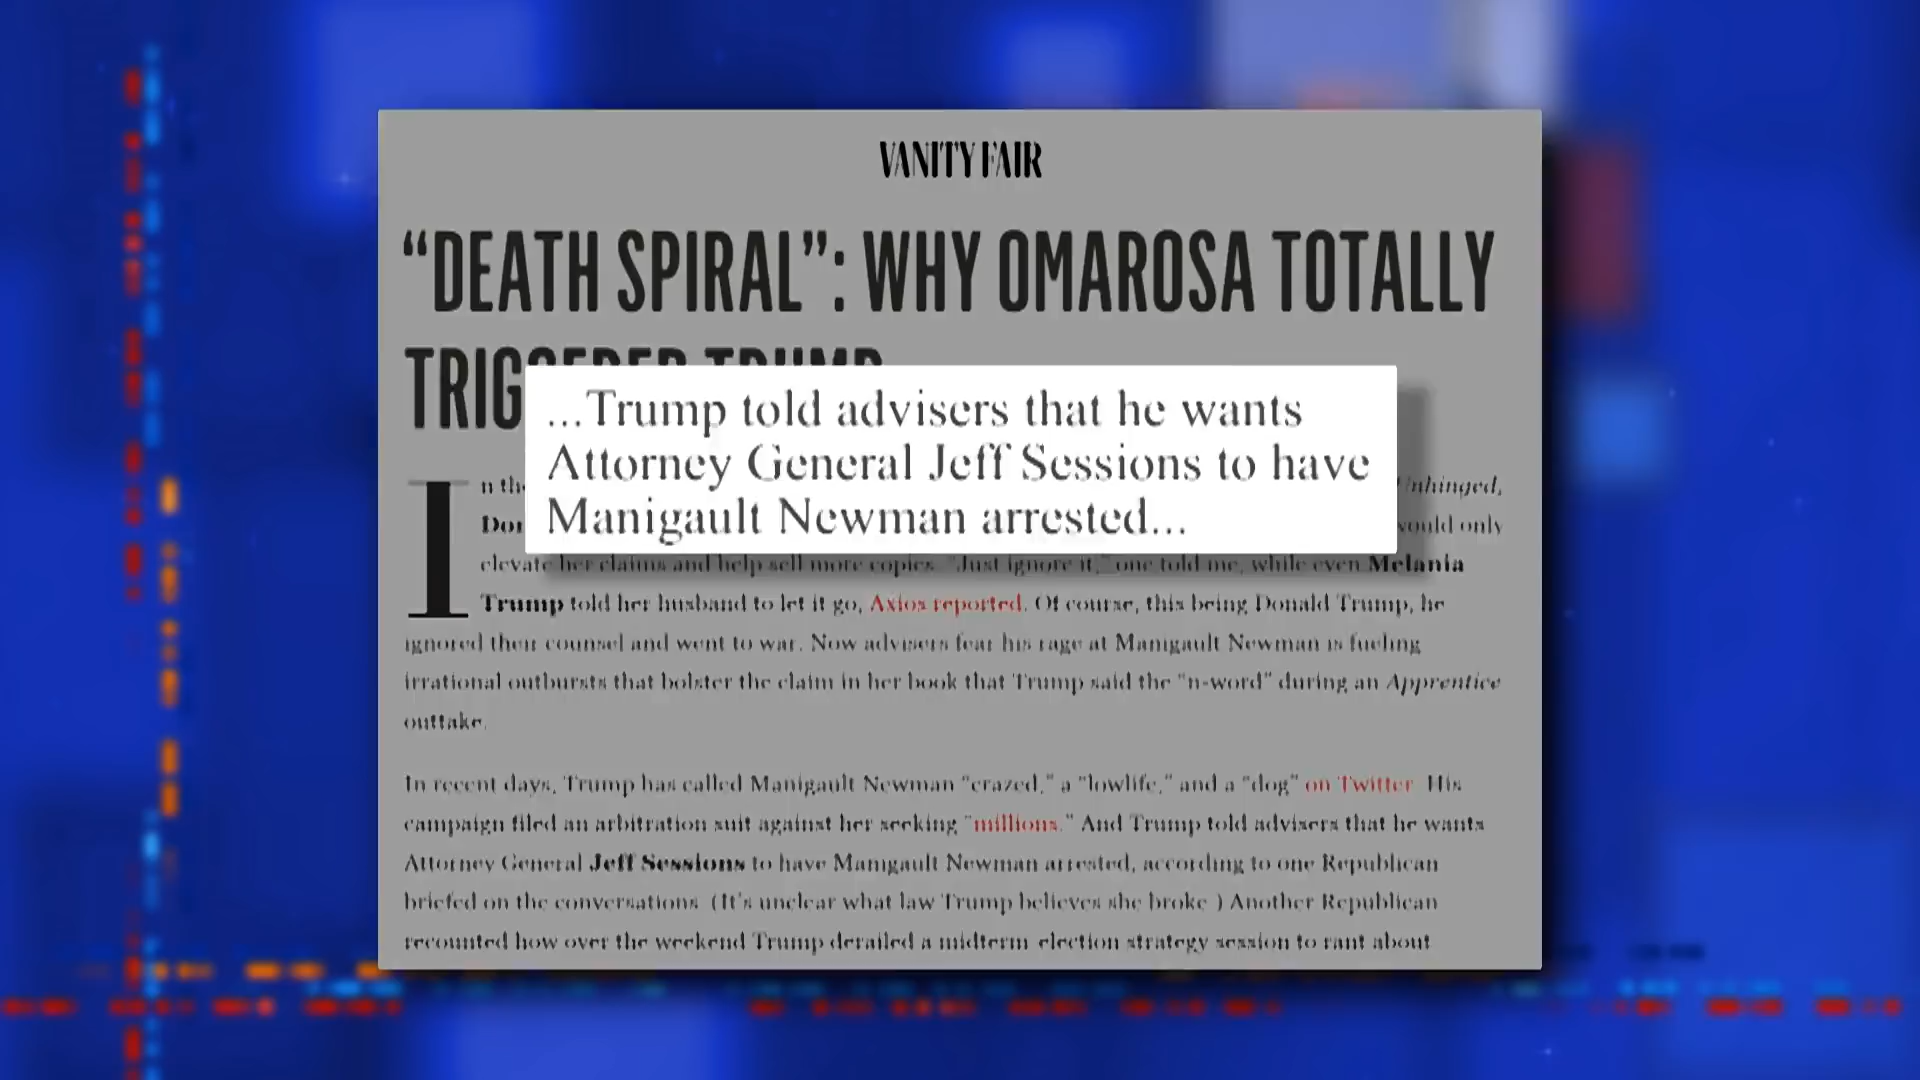 VANITY FAIR
“DEATH SPIRAL”: WHY OMAROSA TOTALLY
TRIGGERED TRUMP
...Trump told advisers that he wants
Attorney General Jeff Sessions to have
Manigault Newman arrested...
In the Unhinged,
Don would only
elevate her claims and help sell more copies. “Just ignore it,” one told me, while even Melania
Trump told her husband to let it go, Axios reported. Of course, this being Donald Trump, he
ignored their counsel and went to war. Now advisers fear his rage at Manigault Newman is fueling
irrational outbursts that bolster the claim in her book that Trump said the “n-word” during an Apprentice
outtake.
In recent days, Trump has called Manigault Newman “crazed,” a “lowlife,” and a “dog” on Twitter. His
campaign filed an arbitration suit against her seeking “millions.” And Trump told advisers that he wants
Attorney General Jeff Sessions to have Manigault Newman arrested, according to one Republican
briefed on the conversations. (It’s unclear what law Trump believes she broke.) Another Republican
recounted how over the weekend Trump derailed a midterm-election strategy session to rant about